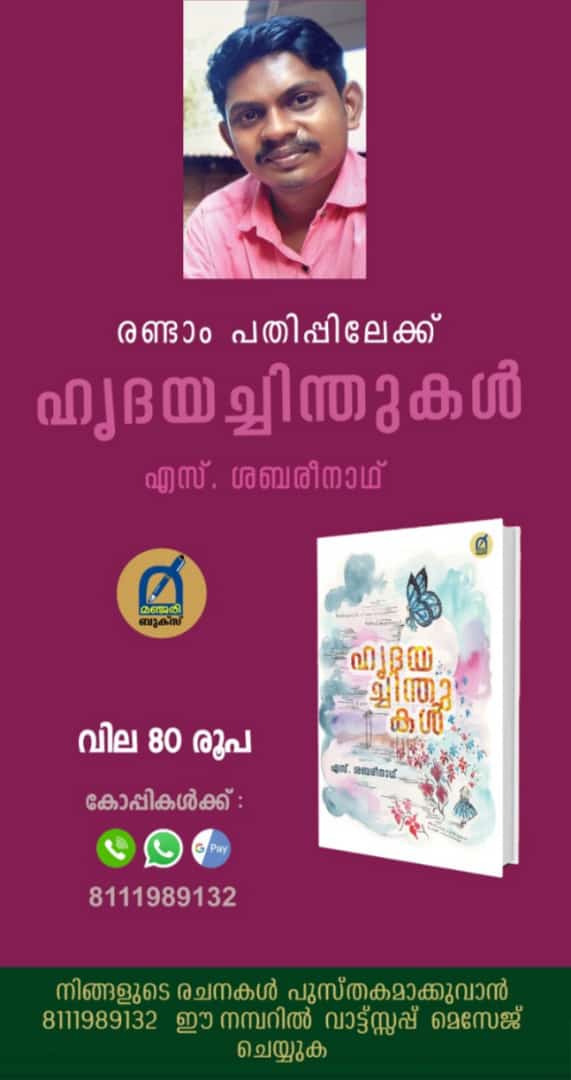 രണ്ടാം പതിപ്പിലേക്ക്
ഹൃദയച്ചിന്തുകൾ
എസ്. ശബരീനാഥ്
മഞ്ജരി
ബുക്സ്
ഹൃദയ
ച്ചിന്തു
കൾ
എസ്. ശബരീനാഥ്
വില 80 രൂപ
കോപ്പികൾക്ക് :
G Pay
8111989132
നിങ്ങളുടെ രചനകൾ പുസ്തകമാക്കുവാൻ
8111989132 ഈ നമ്പറിൽ വാട്ട്സ്സപ്പ് മെസേജ്
ചെയ്യുക